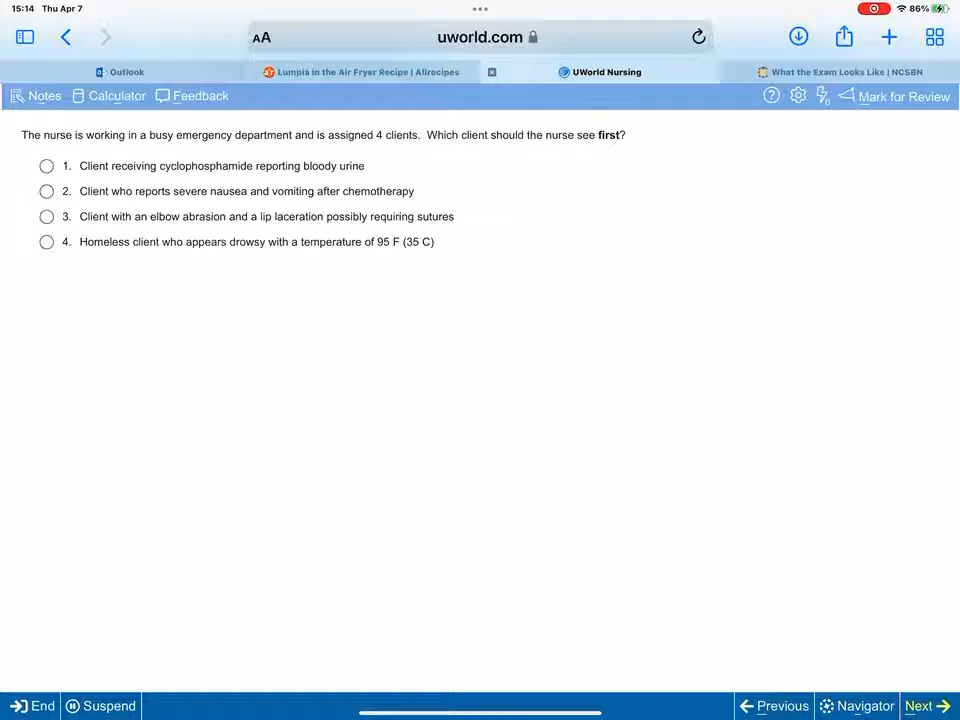 15:14 Thu Apr 7
86%
AA
uworld.com
Outlook
Lumpia in the Air Fryer Recipe | Allrecipes
UWorld Nursing
What the Exam Looks Like | NCSBN
Notes
Calculator
Feedback
Mark for Review
The nurse is working in a busy emergency department and is assigned 4 clients. Which client should the nurse see first?
1. Client receiving cyclophosphamide reporting bloody urine
2. Client who reports severe nausea and vomiting after chemotherapy
3. Client with an elbow abrasion and a lip laceration possibly requiring sutures
4. Homeless client who appears drowsy with a temperature of 95 F (35 C)
End
Suspend
Previous
Navigator
Next